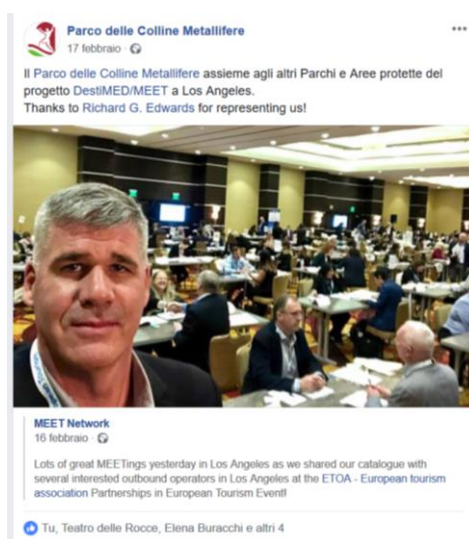 Parco delle Colline Metallifere
17 febbraio ·
Il Parco delle Colline Metallifere assieme agli altri Parchi e Aree protette del
progetto DestiMED/MEET a Los Angeles.
Thanks to Richard G. Edwards for representing us!
MEET Network
16 febbraio ·
Lots of great MEETings yesterday in Los Angeles as we shared our catalogue with
several interested outbound operators in Los Angeles at the ETOA - European tourism
association Partnerships in European Tourism Event!
Tu, Teatro delle Rocce, Elena Buracchi e altri 4